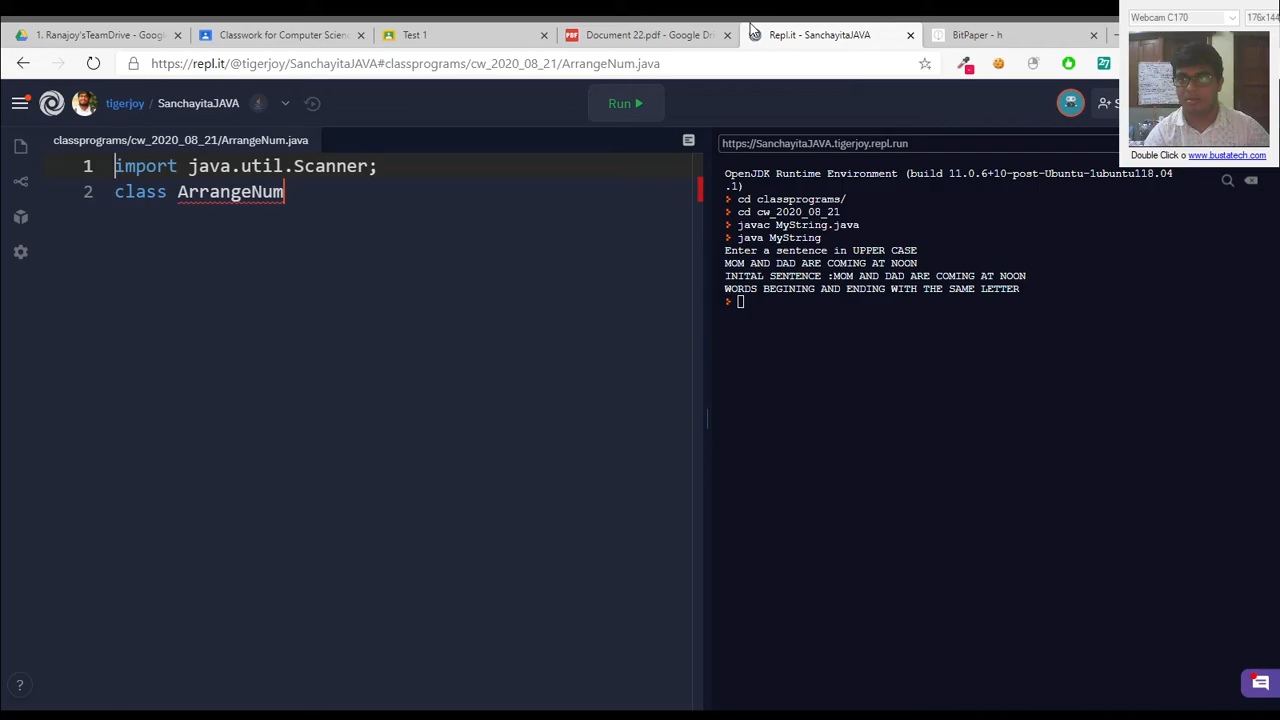 Webcam C170
176x144
1. Ranajoy'sTeamDrive - Googl
Classwork for Computer Scienc
Test 1
Document 22.pdf - Google Dri
Repl.it - SanchayitaJAVA
BitPaper - h
https://repl.it/@tigerjoy/SanchayitaJAVA#classprograms/cw_2020_08_21/ArrangeNum.java
27
tigerjoy / SanchayitaJAVA
Run
S
Double Click o www.bustatech.com
classprograms/cw_2020_08_21/ArrangeNum.java
https://SanchayitaJAVA.tigerjoy.repl.run
1 import java.util.Scanner;
2 class ArrangeNum
OpenJDK Runtime Environment (build 11.0.6+10-post-Ubuntu-1ubuntu118.04
.1)
cd classprograms/
cd cw_2020_08_21
javac MyString.java
java MyString
Enter a sentence in UPPER CASE
MOM AND DAD ARE COMING AT NOON
INITAL SENTENCE :MOM AND DAD ARE COMING AT NOON
WORDS BEGINING AND ENDING WITH THE SAME LETTER
?